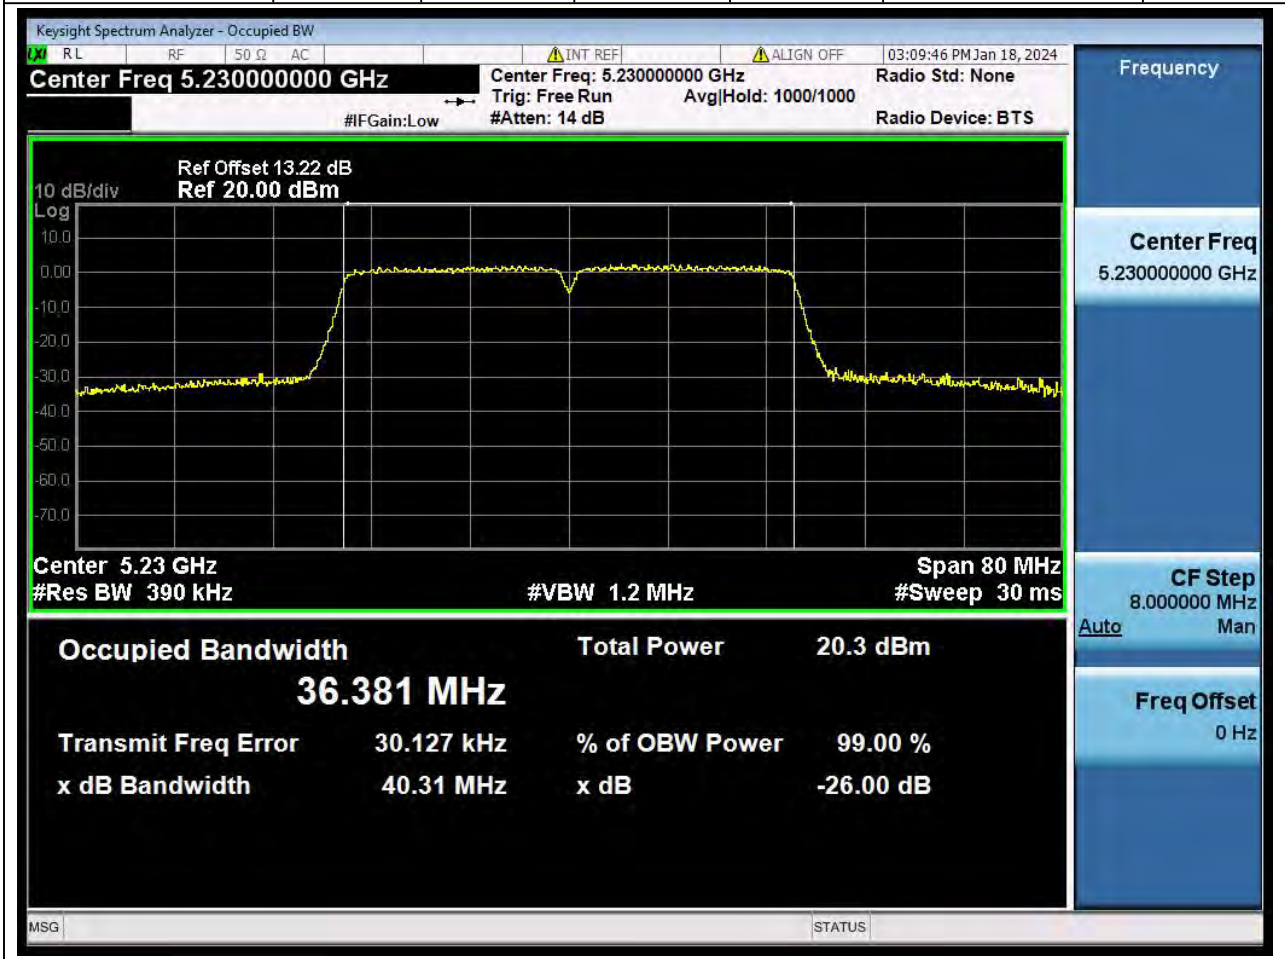 Keysight Spectrum Analyzer - Occupied BW
LXI RL RF 50 Ω AC INT REF ALIGN OFF 03:09:46 PM Jan 18, 2024
Center Freq 5.230000000 GHz
Center Freq: 5.230000000 GHz
Radio Std: None
Trig: Free Run Avg|Hold: 1000/1000
#IFGain:Low
#Atten: 14 dB
Radio Device: BTS
Frequency
Ref Offset 13.22 dB
10 dB/div Ref 20.00 dBm
Log
10.0
0.00
-10.0
-20.0
-30.0
-40.0
-50.0
-60.0
-70.0
Center 5.23 GHz Span 80 MHz
#Res BW 390 kHz #VBW 1.2 MHz #Sweep 30 ms
Occupied Bandwidth Total Power 20.3 dBm
36.381 MHz
Transmit Freq Error 30.127 kHz % of OBW Power 99.00 %
x dB Bandwidth 40.31 MHz x dB -26.00 dB
Center Freq
5.230000000 GHz
CF Step
8.000000 MHz
Auto Man
Freq Offset
0 Hz
MSG STATUS